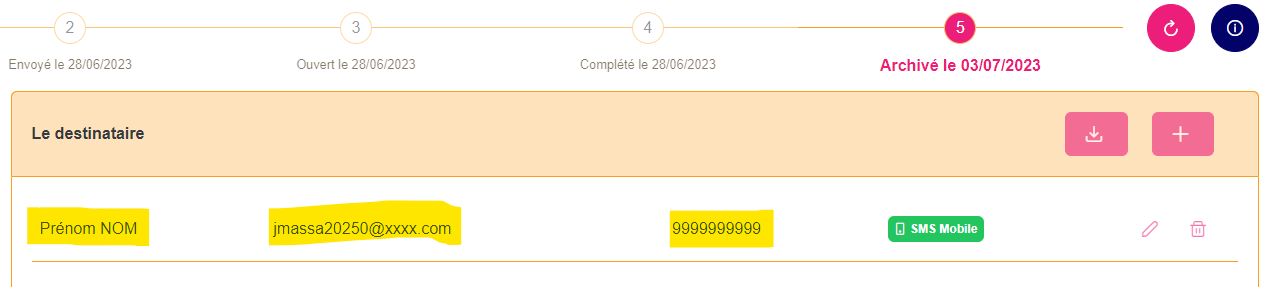 2 3 4 5
Envoyé le 28/06/2023 Ouvert le 28/06/2023 Complété le 28/06/2023 Archivé le 03/07/2023
Le destinataire
Prénom NOM jmassa20250@xxxx.com 9999999999 SMS Mobile